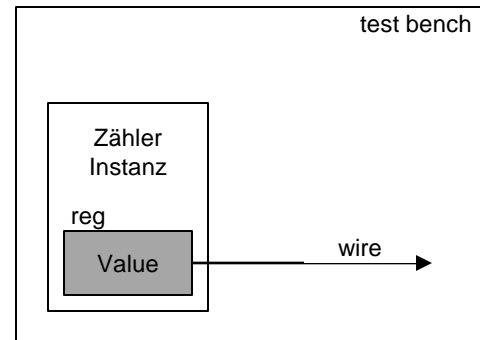 test bench
Zähler
Instanz
reg
Value
wire